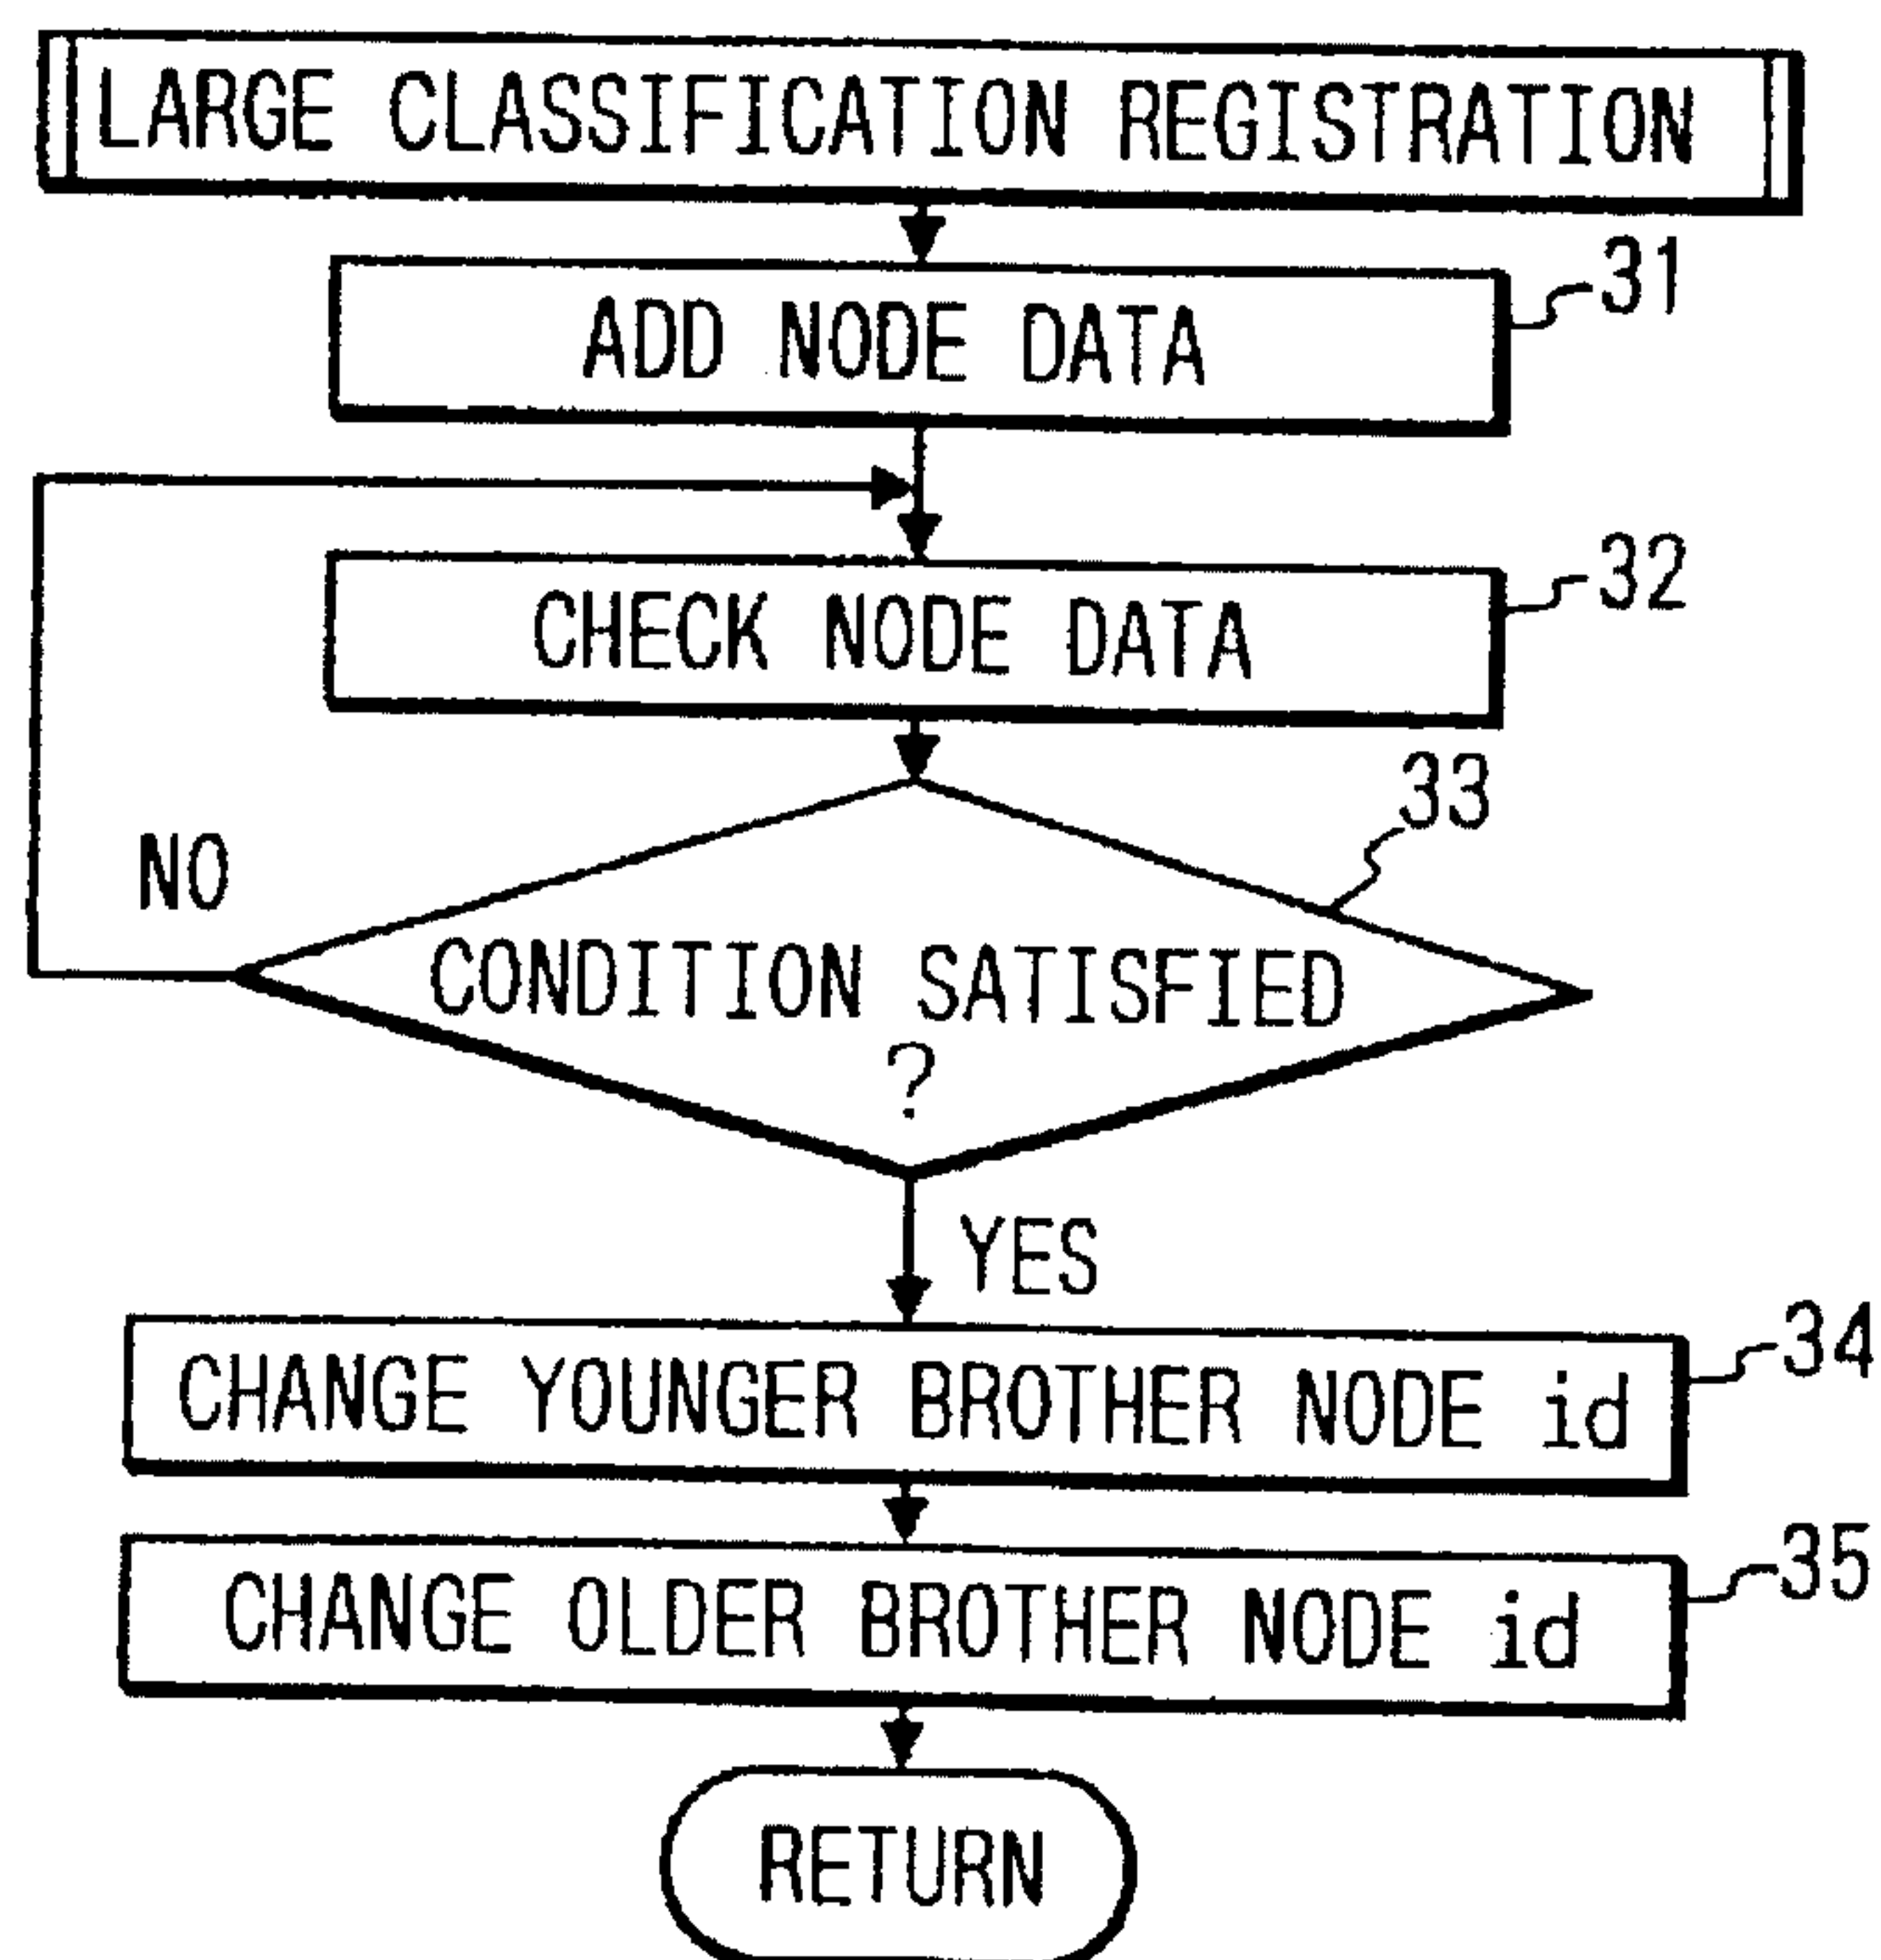 LARGE CLASSIFICATION REGISTRATION
ADD NODE DATA
31
CHECK NODE DATA
32
33
NO
CONDITION SATISFIED
?
YES
CHANGE YOUNGER BROTHER NODE id
34
CHANGE OLDER BROTHER NODE id
35
RETURN